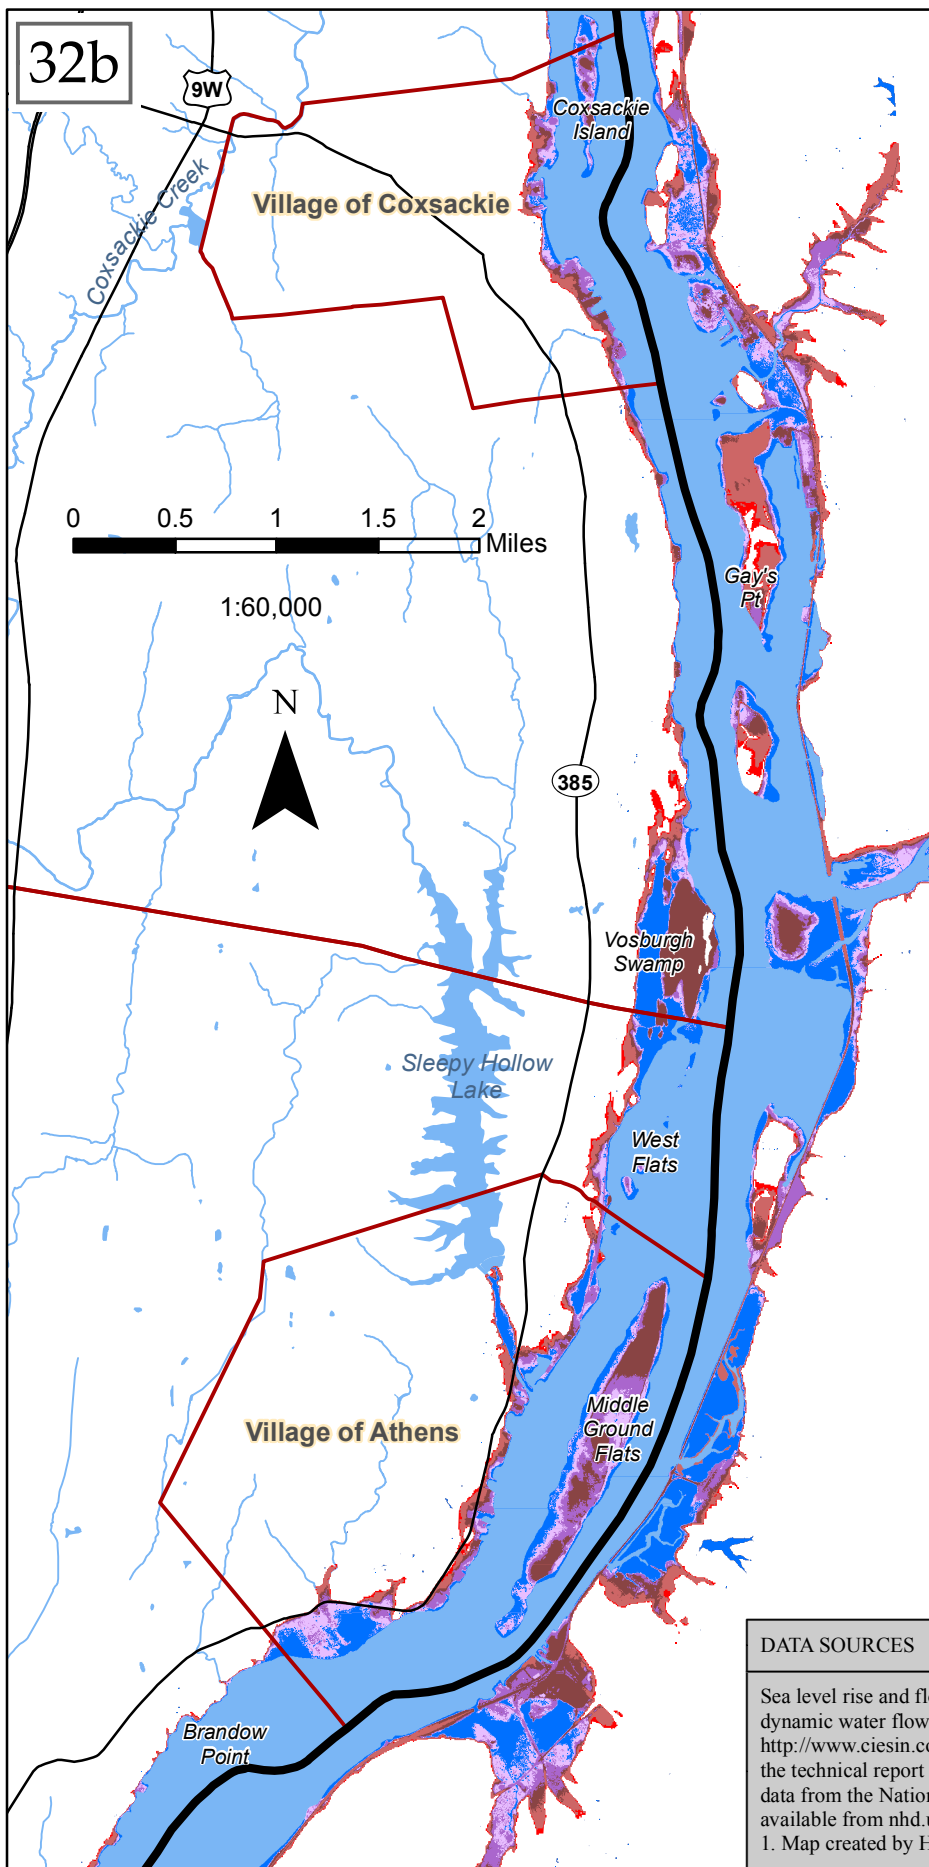 32b
9W
Coxsackie
Island
Coxsackie Creek
Village of Coxsackie
0 0.5 1 1.5 2
Miles
1:60,000
Gay's
Pt
N
385
Vosburgh
Swamp
Sleepy Hollow
Lake
West
Flats
Middle
Ground
Flats
Village of Athens
Brandow
Point
DATA SOURCES
Sea level rise and fl
dynamic water flow
http://www.ciesin.co
the technical report
data from the Nation
available from nhd.u
1. Map created by H